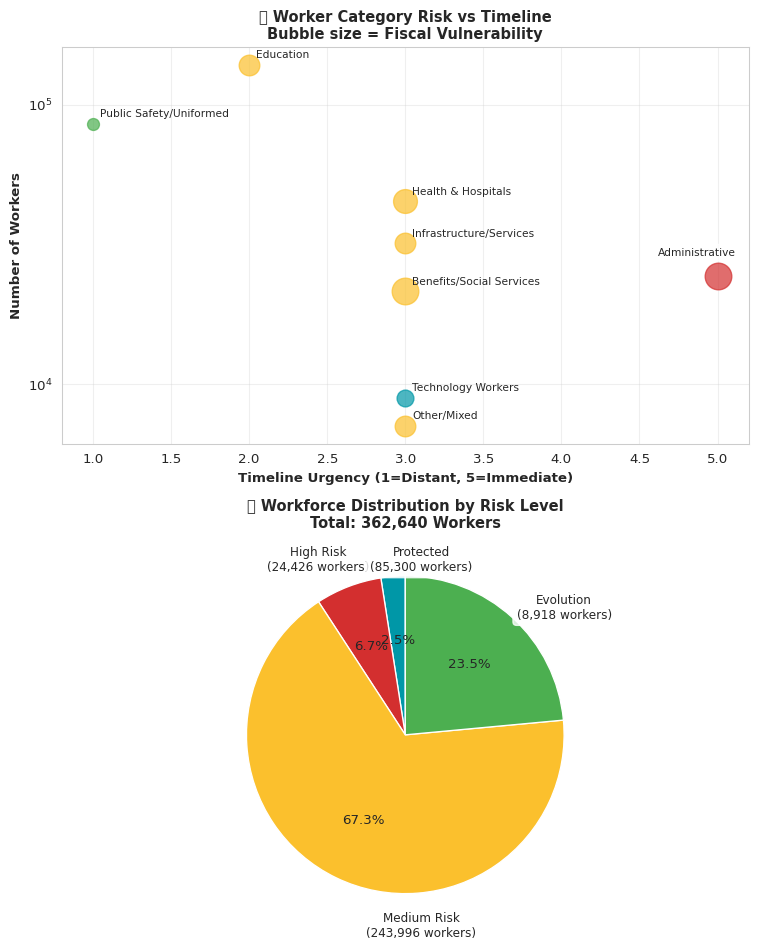 Worker Category Risk vs Timeline
Bubble size = Fiscal Vulnerability
Education
Public Safety/Uniformed
Health & Hospitals
Infrastructure/Services
Administrative
Benefits/Social Services
Technology Workers
Other/Mixed
Number of Workers
10⁵
10⁴
1.0 1.5 2.0 2.5 3.0 3.5 4.0 4.5 5.0
Timeline Urgency (1=Distant, 5=Immediate)
Workforce Distribution by Risk Level
Total: 362,640 Workers
High Risk
(24,426 workers)
Protected
(85,300 workers)
Evolution
(8,918 workers)
6.7%
2.5%
23.5%
67.3%
Medium Risk
(243,996 workers)